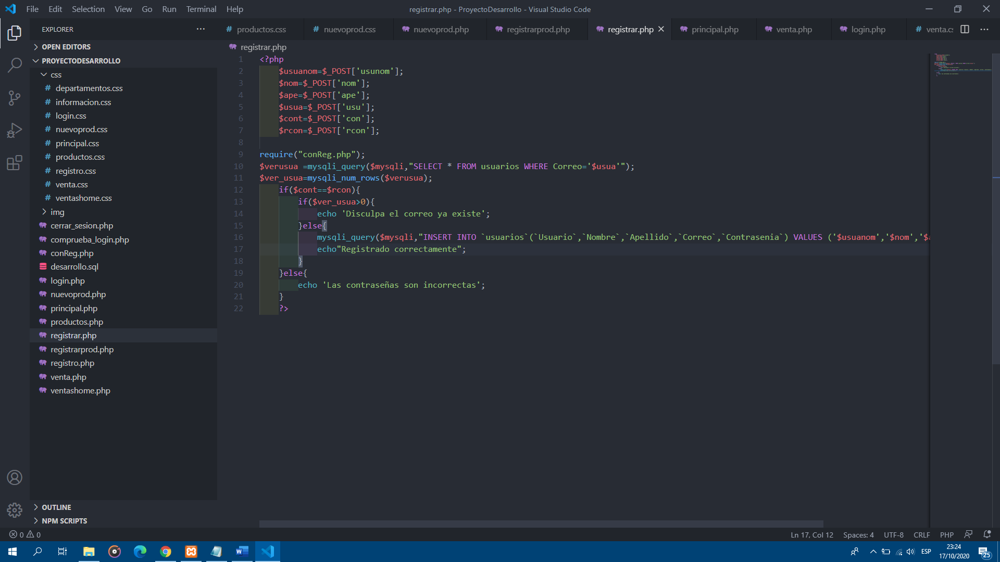 File Edit Selection View Go Run Terminal Help
registrar.php - ProyectoDesarrollo - Visual Studio Code
EXPLORER
productos.css nuevoprod.css nuevoprod.php registrarprod.php registrar.php principal.php venta.php login.php venta.cs
OPEN EDITORS
PROYECTODESARROLLO
css
departamentos.css
informacion.css
login.css
nuevoprod.css
principal.css
productos.css
registro.css
venta.css
ventashome.css
img
cerrar_sesion.php
comprueba_login.php
conReg.php
desarrollo.sql
login.php
nuevoprod.php
principal.php
productos.php
registrar.php
registrarprod.php
registro.php
venta.php
ventashome.php
OUTLINE
NPM SCRIPTS
registrar.php
1 <?php
2 $usuanom=$_POST['usunom'];
3 $nom=$_POST['nom'];
4 $ape=$_POST['ape'];
5 $usua=$_POST['usu'];
6 $cont=$_POST['con'];
7 $rcon=$_POST['rcon'];
8
9 require("conReg.php");
10 $verusua =mysqli_query($mysqli,"SELECT * FROM usuarios WHERE Correo='$usua'");
11 $ver_usua=mysqli_num_rows($verusua);
12 if($cont==$rcon){
13 if($ver_usua>0){
14 echo 'Disculpa el correo ya existe';
15 }else{
16 mysqli_query($mysqli,"INSERT INTO `usuarios`(`Usuario`,`Nombre`,`Apellido`,`Correo`,`Contrasenia`) VALUES ('$usuanom','$nom','$a
17 echo"Registrado correctamente";
18 }
19 }else{
20 echo 'Las contraseñas son incorrectas';
21 }
22 ?>
0 0
Ln 17, Col 12 Spaces: 4 UTF-8 CRLF PHP
ESP
23:24
17/10/2020
25